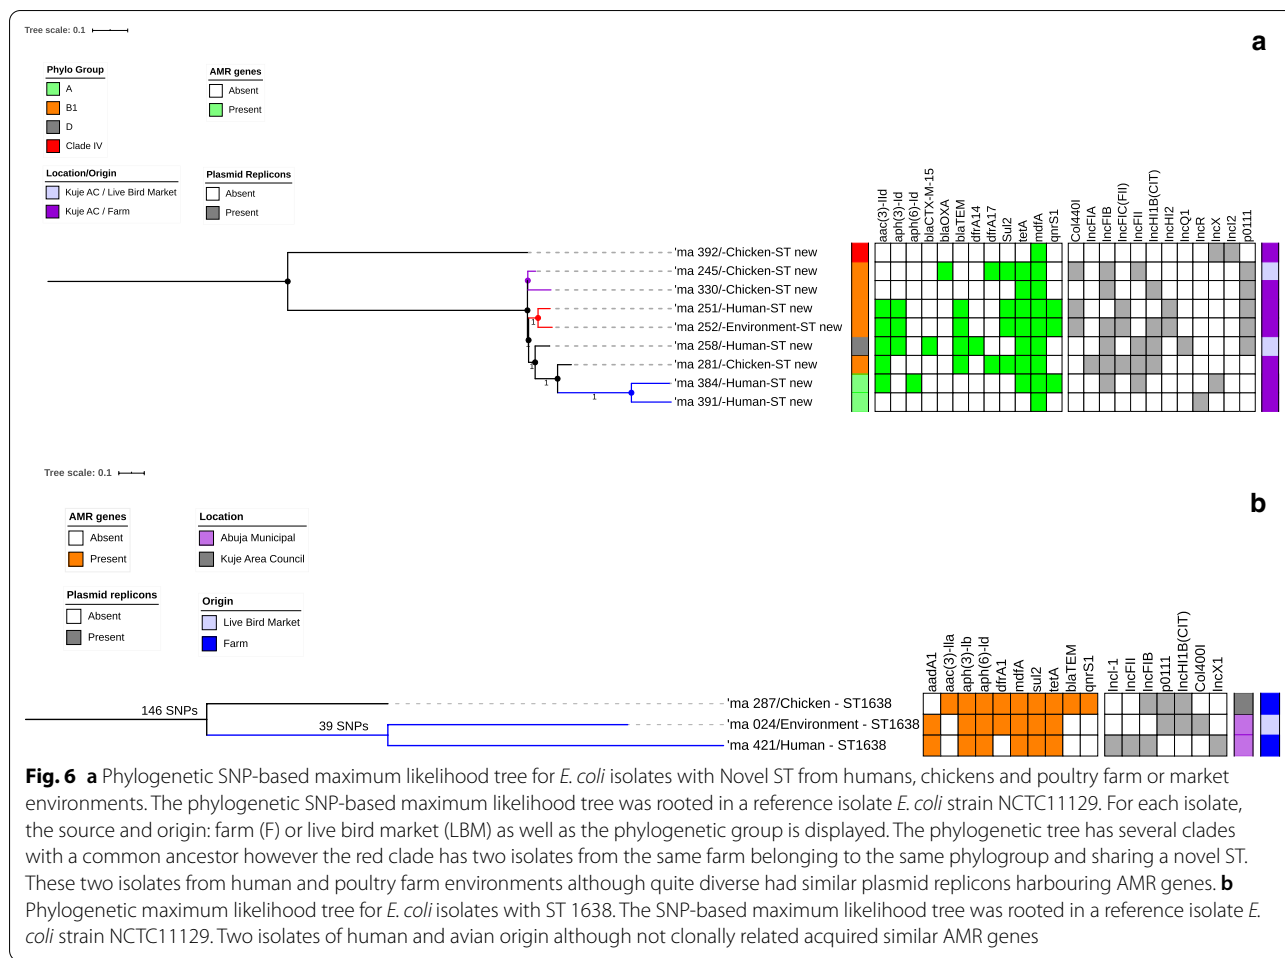 Tree scale: 0.1
a
Phylo Group
A
B1
D
Clade IV
AMR genes
Absent
Present
Location/Origin
Kuje AC / Live Bird Market
Kuje AC / Farm
Plasmid Replicons
Absent
Present
aac(3)-IId
aph(3)-Id
aph(6)-Id
blaCTX-M-15
blaOXA
blaTEM
dfrA14
dfrA17
Sul2
tetA
mdfA
qnrS1
Col440I
IncFIA
IncFIB
IncFIC(FII)
IncFII
IncHI1B(CIT)
IncHI2
IncQ1
IncR
IncX
IncI2
p0111
'ma 392/-Chicken-ST new
'ma 245/-Chicken-ST new
'ma 330/-Chicken-ST new
'ma 251/-Human-ST new
'ma 252/-Environment-ST new
'ma 258/-Human-ST new
'ma 281/-Chicken-ST new
'ma 384/-Human-ST new
'ma 391/-Human-ST new
1
1
1
1
1
Tree scale: 0.1
b
AMR genes
Absent
Present
Location
Abuja Municipal
Kuje Area Council
Plasmid replicons
Absent
Present
Origin
Live Bird Market
Farm
aadA1
aac(3)-IIa
aph(3)-Ib
aph(6)-Id
dfrA1
mdfA
sul2
tetA
blaTEM
qnrS1
IncI-1
IncFII
IncFIB
p0111
IncHI1B(CIT)
Col400I
IncX1
146 SNPs
39 SNPs
'ma 287/Chicken - ST1638
'ma 024/Environment - ST1638
'ma 421/Human - ST1638
Fig. 6 a Phylogenetic SNP-based maximum likelihood tree for E. coli isolates with Novel ST from humans, chickens and poultry farm or market
environments. The phylogenetic SNP-based maximum likelihood tree was rooted in a reference isolate E. coli strain NCTC11129. For each isolate,
the source and origin: farm (F) or live bird market (LBM) as well as the phylogenetic group is displayed. The phylogenetic tree has several clades
with a common ancestor however the red clade has two isolates from the same farm belonging to the same phylogroup and sharing a novel ST.
These two isolates from human and poultry farm environments although quite diverse had similar plasmid replicons harbouring AMR genes. b
Phylogenetic maximum likelihood tree for E. coli isolates with ST 1638. The SNP-based maximum likelihood tree was rooted in a reference isolate E.
coli strain NCTC11129. Two isolates of human and avian origin although not clonally related acquired similar AMR genes